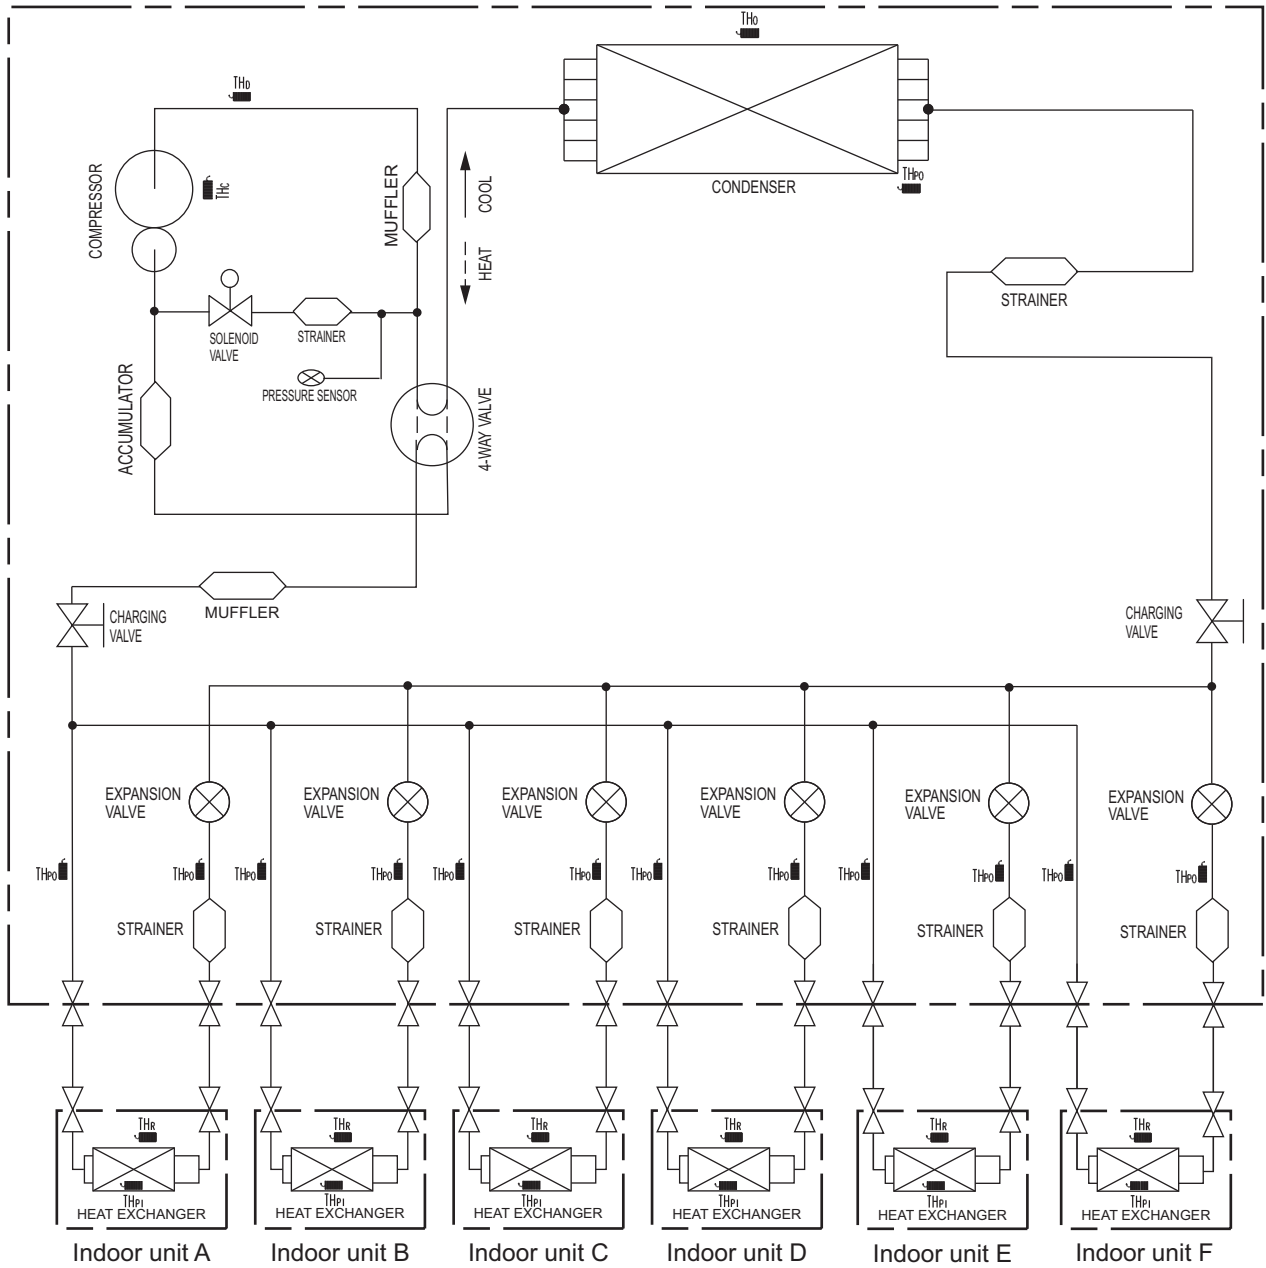 THO
THD
THC
COMPRESSOR
MUFFLER
COOL
HEAT
CONDENSER
THPO
STRAINER
SOLENOID
VALVE
STRAINER
PRESSURE SENSOR
ACCUMULATOR
4-WAY VALVE
MUFFLER
CHARGING
VALVE
CHARGING
VALVE
EXPANSION
VALVE
EXPANSION
VALVE
EXPANSION
VALVE
EXPANSION
VALVE
EXPANSION
VALVE
EXPANSION
VALVE
THPO
THPO
THPO
THPO
THPO
THPO
THPO
THPO
THPO
THPO
THPO
THPO
STRAINER
STRAINER
STRAINER
STRAINER
STRAINER
STRAINER
THR
THR
THR
THR
THR
THR
THPI
THPI
THPI
THPI
THPI
THPI
HEAT EXCHANGER
HEAT EXCHANGER
HEAT EXCHANGER
HEAT EXCHANGER
HEAT EXCHANGER
HEAT EXCHANGER
Indoor unit A
Indoor unit B
Indoor unit C
Indoor unit D
Indoor unit E
Indoor unit F